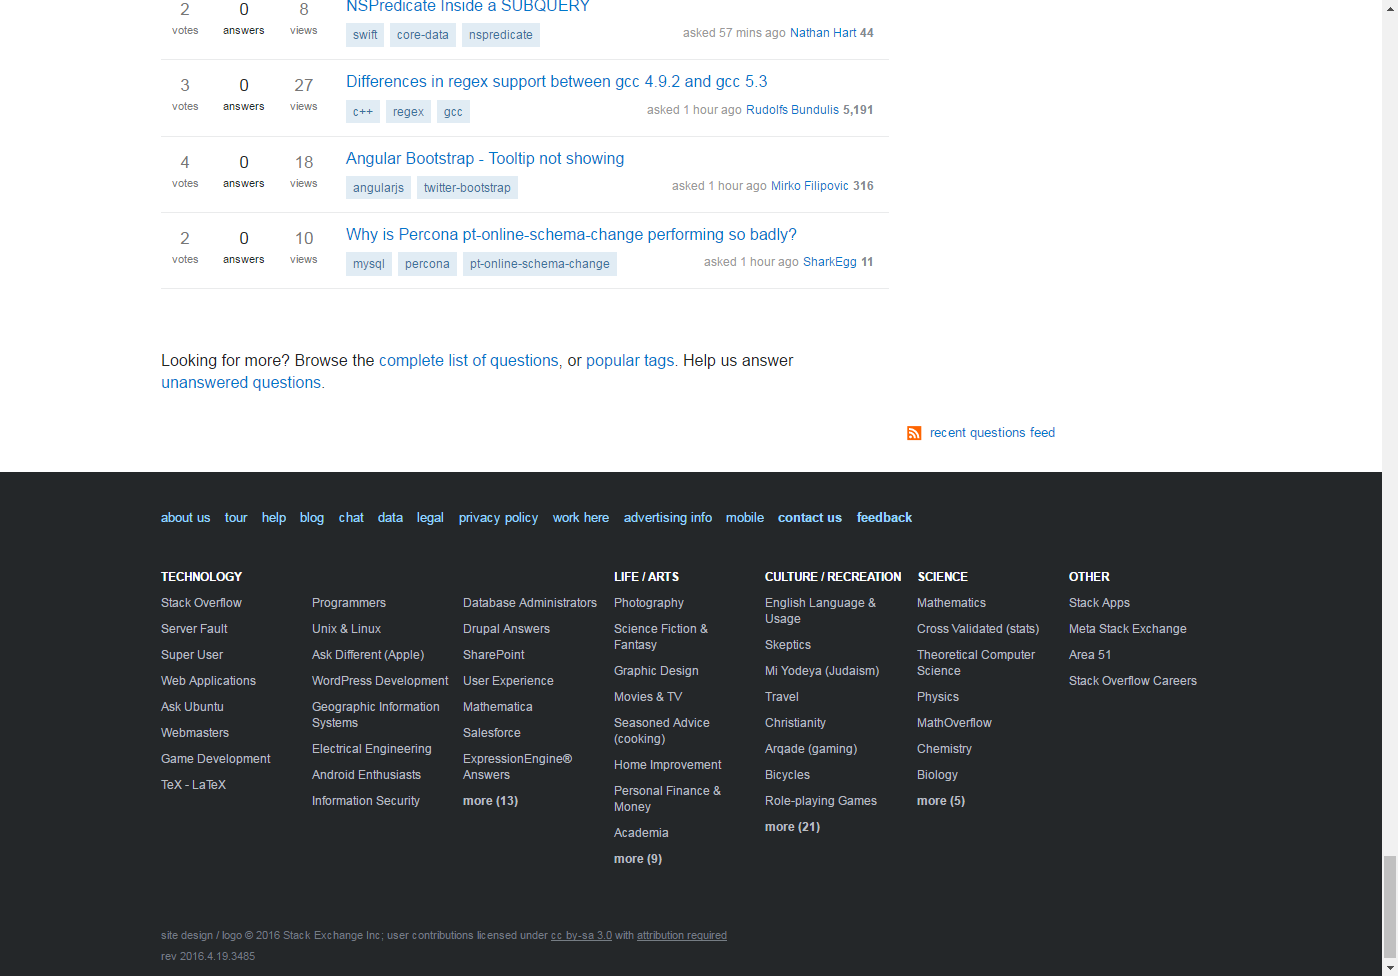 2 0 8 NSPredicate Inside a SUBQUERY
votes answers views
swift core-data nspredicate asked 57 mins ago Nathan Hart 44
3 0 27 Differences in regex support between gcc 4.9.2 and gcc 5.3
votes answers views
c++ regex gcc asked 1 hour ago Rudolfs Bundulis 5,191
4 0 18 Angular Bootstrap - Tooltip not showing
votes answers views
angularjs twitter-bootstrap asked 1 hour ago Mirko Filipovic 316
2 0 10 Why is Percona pt-online-schema-change performing so badly?
votes answers views
mysql percona pt-online-schema-change asked 1 hour ago SharkEgg 11
Looking for more? Browse the complete list of questions, or popular tags. Help us answer
unanswered questions.
recent questions feed
about us tour help blog chat data legal privacy policy work here advertising info mobile contact us feedback
TECHNOLOGY
Stack Overflow
Server Fault
Super User
Web Applications
Ask Ubuntu
Webmasters
Game Development
TeX - LaTeX
Programmers
Unix & Linux
Ask Different (Apple)
WordPress Development
Geographic Information
Systems
Electrical Engineering
Android Enthusiasts
Information Security
Database Administrators
Drupal Answers
SharePoint
User Experience
Mathematica
Salesforce
ExpressionEngine®
Answers
more (13)
LIFE / ARTS
Photography
Science Fiction &
Fantasy
Graphic Design
Movies & TV
Seasoned Advice
(cooking)
Home Improvement
Personal Finance &
Money
Academia
more (9)
CULTURE / RECREATION
English Language &
Usage
Skeptics
Mi Yodeya (Judaism)
Travel
Christianity
Arqade (gaming)
Bicycles
Role-playing Games
more (21)
SCIENCE
Mathematics
Cross Validated (stats)
Theoretical Computer
Science
Physics
MathOverflow
Chemistry
Biology
more (5)
OTHER
Stack Apps
Meta Stack Exchange
Area 51
Stack Overflow Careers
site design / logo © 2016 Stack Exchange Inc; user contributions licensed under cc by-sa 3.0 with attribution required
rev 2016.4.19.3485